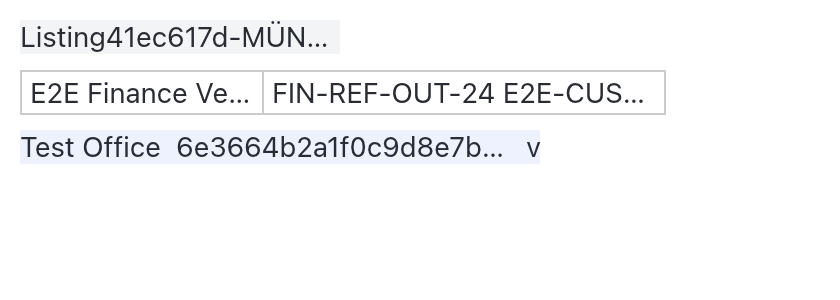 Listing41ec617d-MÜN...
E2E Finance Ve... FIN-REF-OUT-24 E2E-CUS...
Test Office 6e3664b2a1f0c9d8e7b... v